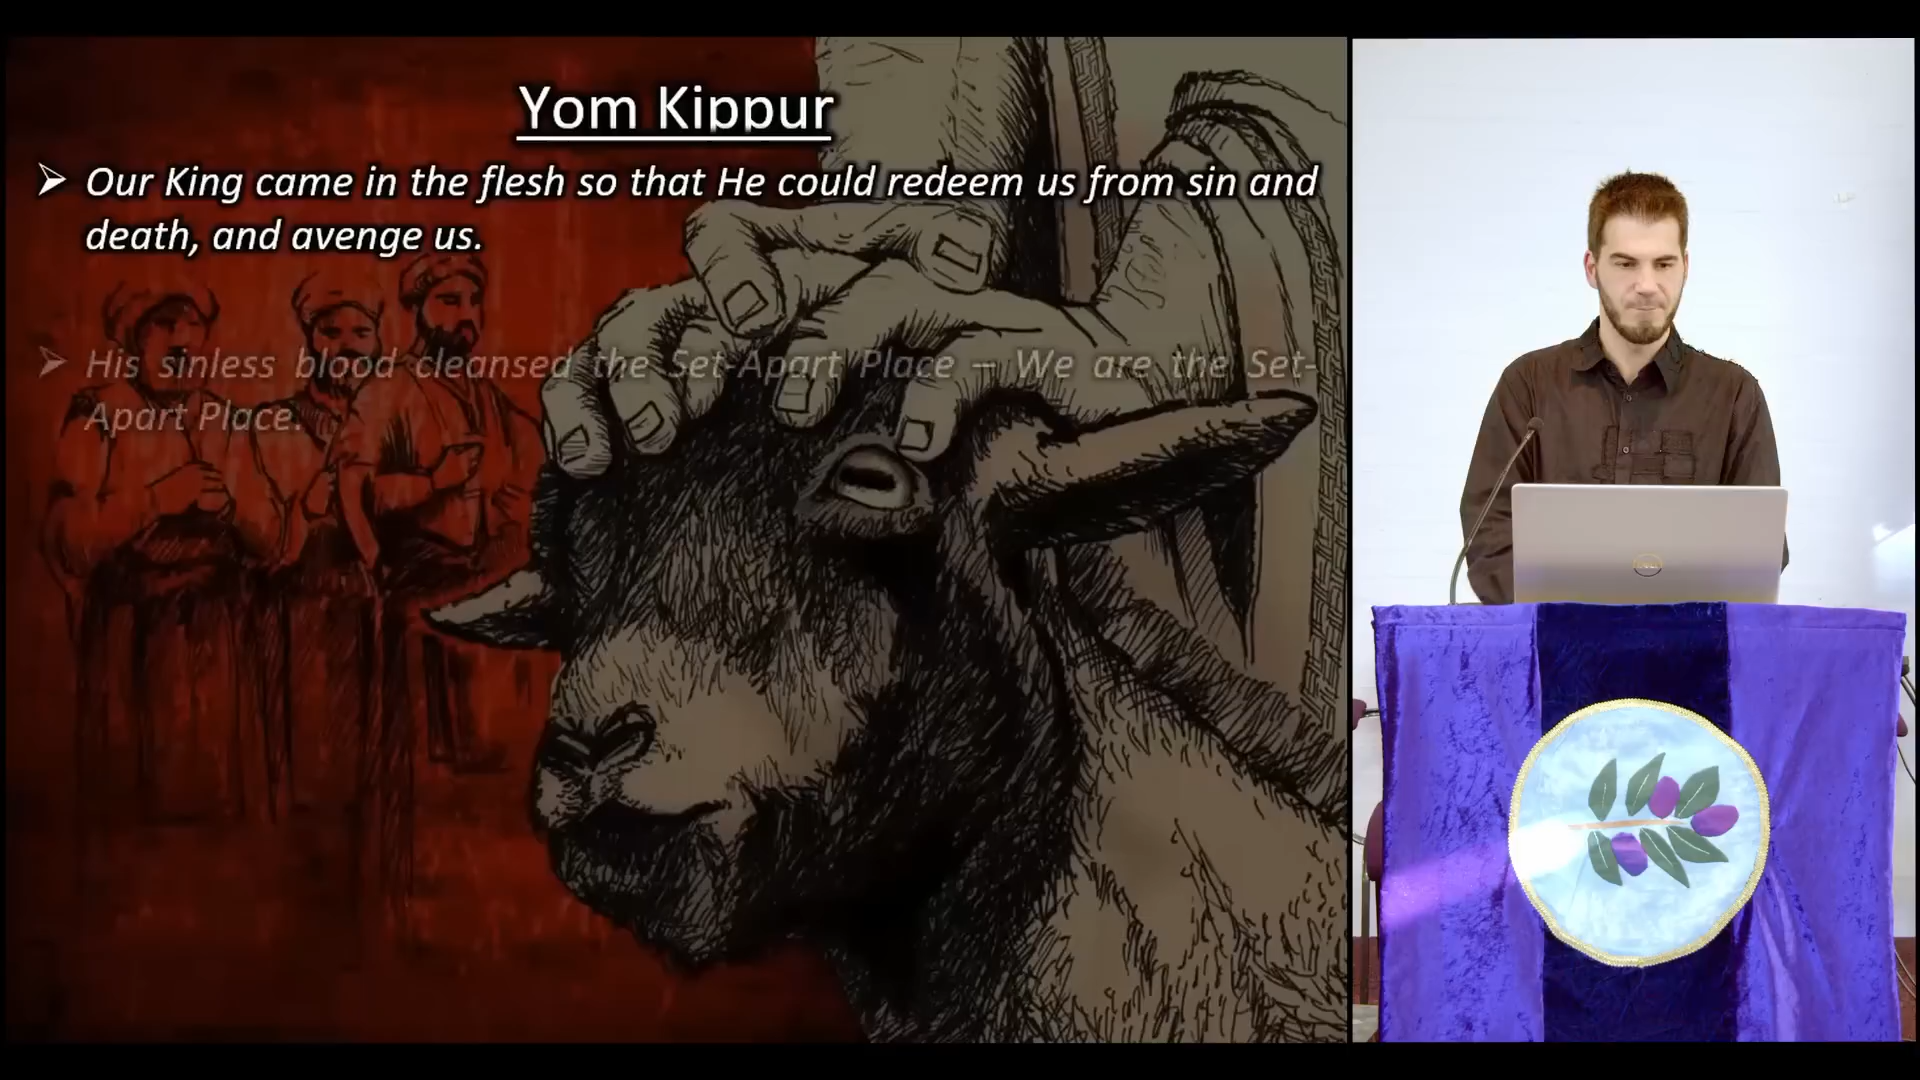 Yom Kippur
Our King came in the flesh so that He could redeem us from sin and
death, and avenge us.
His sinless blood cleansed the Set-Apart Place – We are the Set-
Apart Place.
DELL